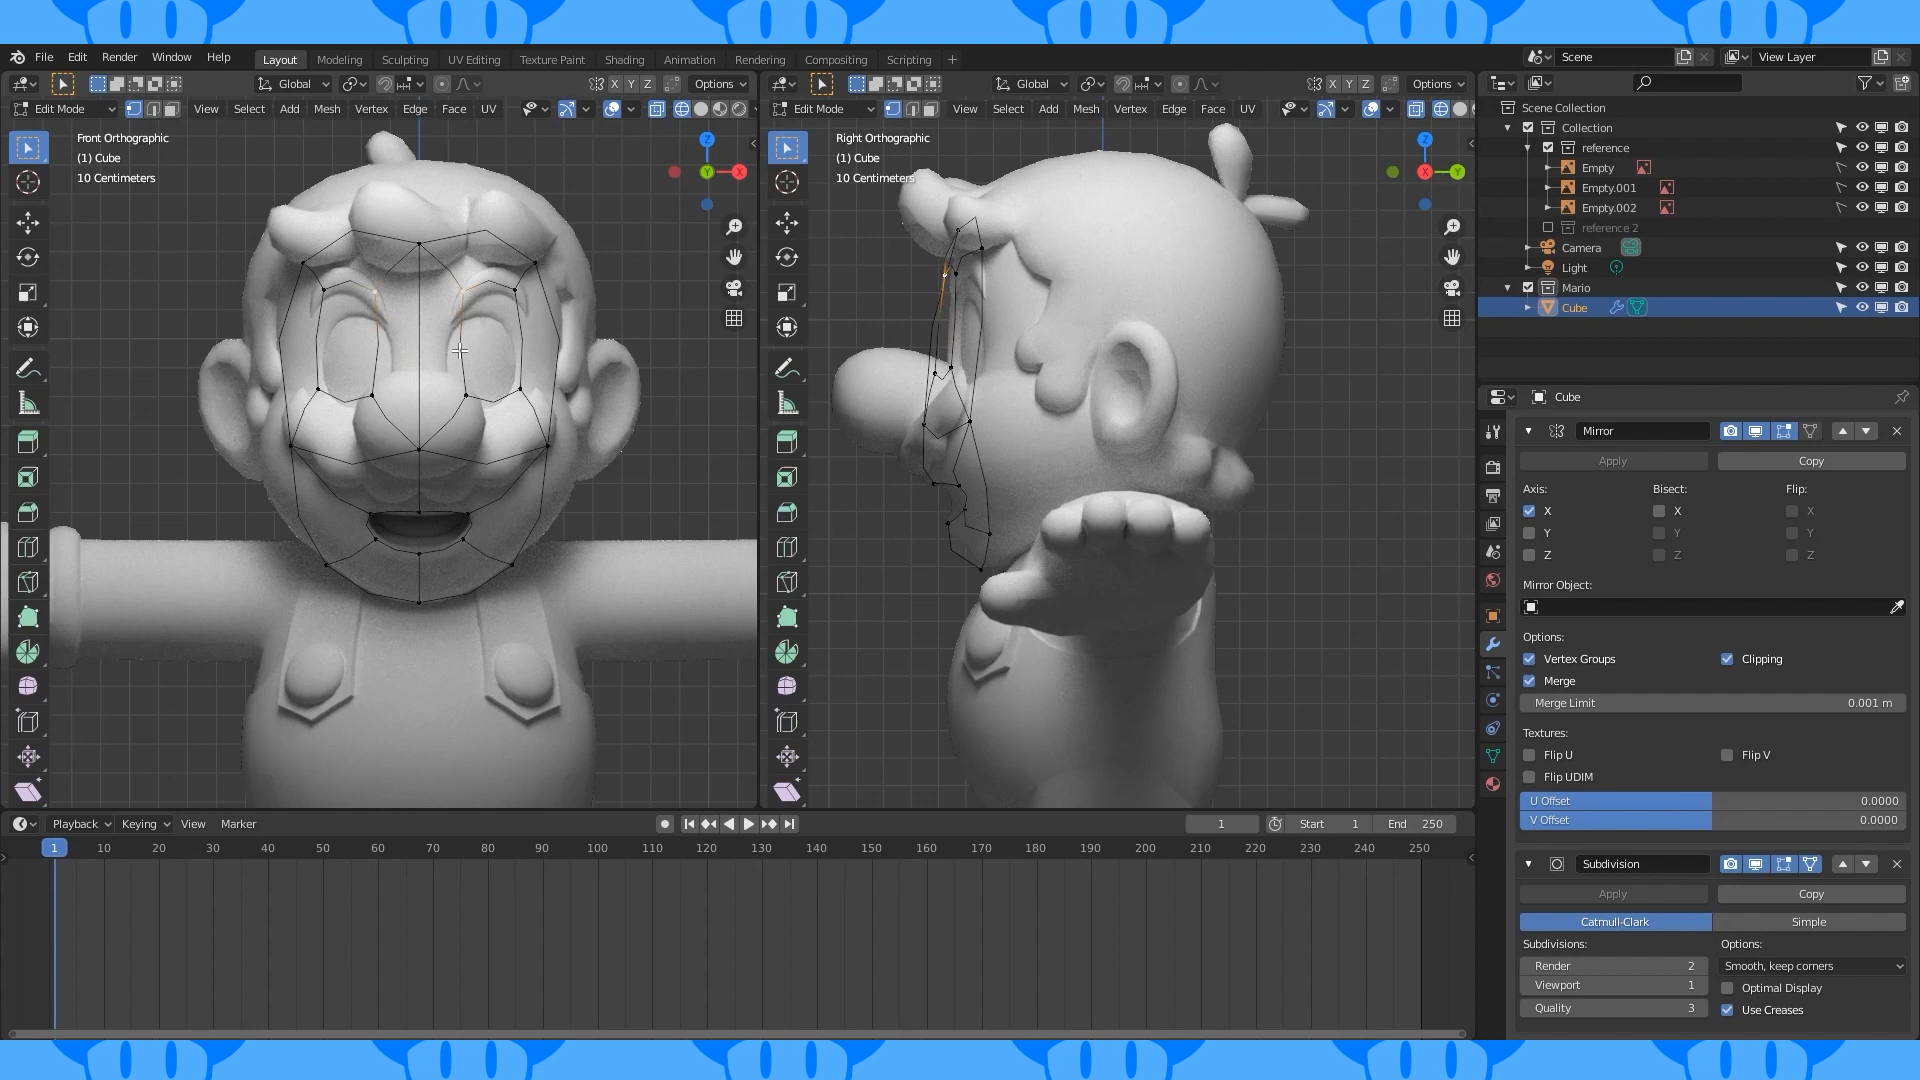 File Edit Render Window Help Layout Modeling Sculpting UV Editing Texture Paint Shading Animation Rendering Compositing Scripting + Scene View Layer
Global X Y Z Options Global X Y Z Options
Edit Mode View Select Add Mesh Vertex Edge Face UV Edit Mode View Select Add Mesh Vertex Edge Face UV
Front Orthographic
(1) Cube
10 Centimeters
Z
Y
X
Right Orthographic
(1) Cube
10 Centimeters
Z
X
Y
Scene Collection
Collection
reference
Empty
Empty.001
Empty.002
reference 2
Camera
Light
Mario
Cube
Cube
Mirror
Apply Copy
Axis: Bisect: Flip:
X X X
Y Y Y
Z Z Z
Mirror Object:
Options:
Vertex Groups Clipping
Merge
Merge Limit 0.001 m
Textures:
Flip U Flip V
Flip UDIM
U Offset 0.0000
V Offset 0.0000
Subdivision
Apply Copy
Catmull-Clark Simple
Subdivisions: Options:
Render 2 Smooth, keep corners
Viewport 1 Optimal Display
Quality 3 Use Creases
Playback Keying View Marker 1 Start 1 End 250
1 10 20 30 40 50 60 70 80 90 100 110 120 130 140 150 160 170 180 190 200 210 220 230 240 250